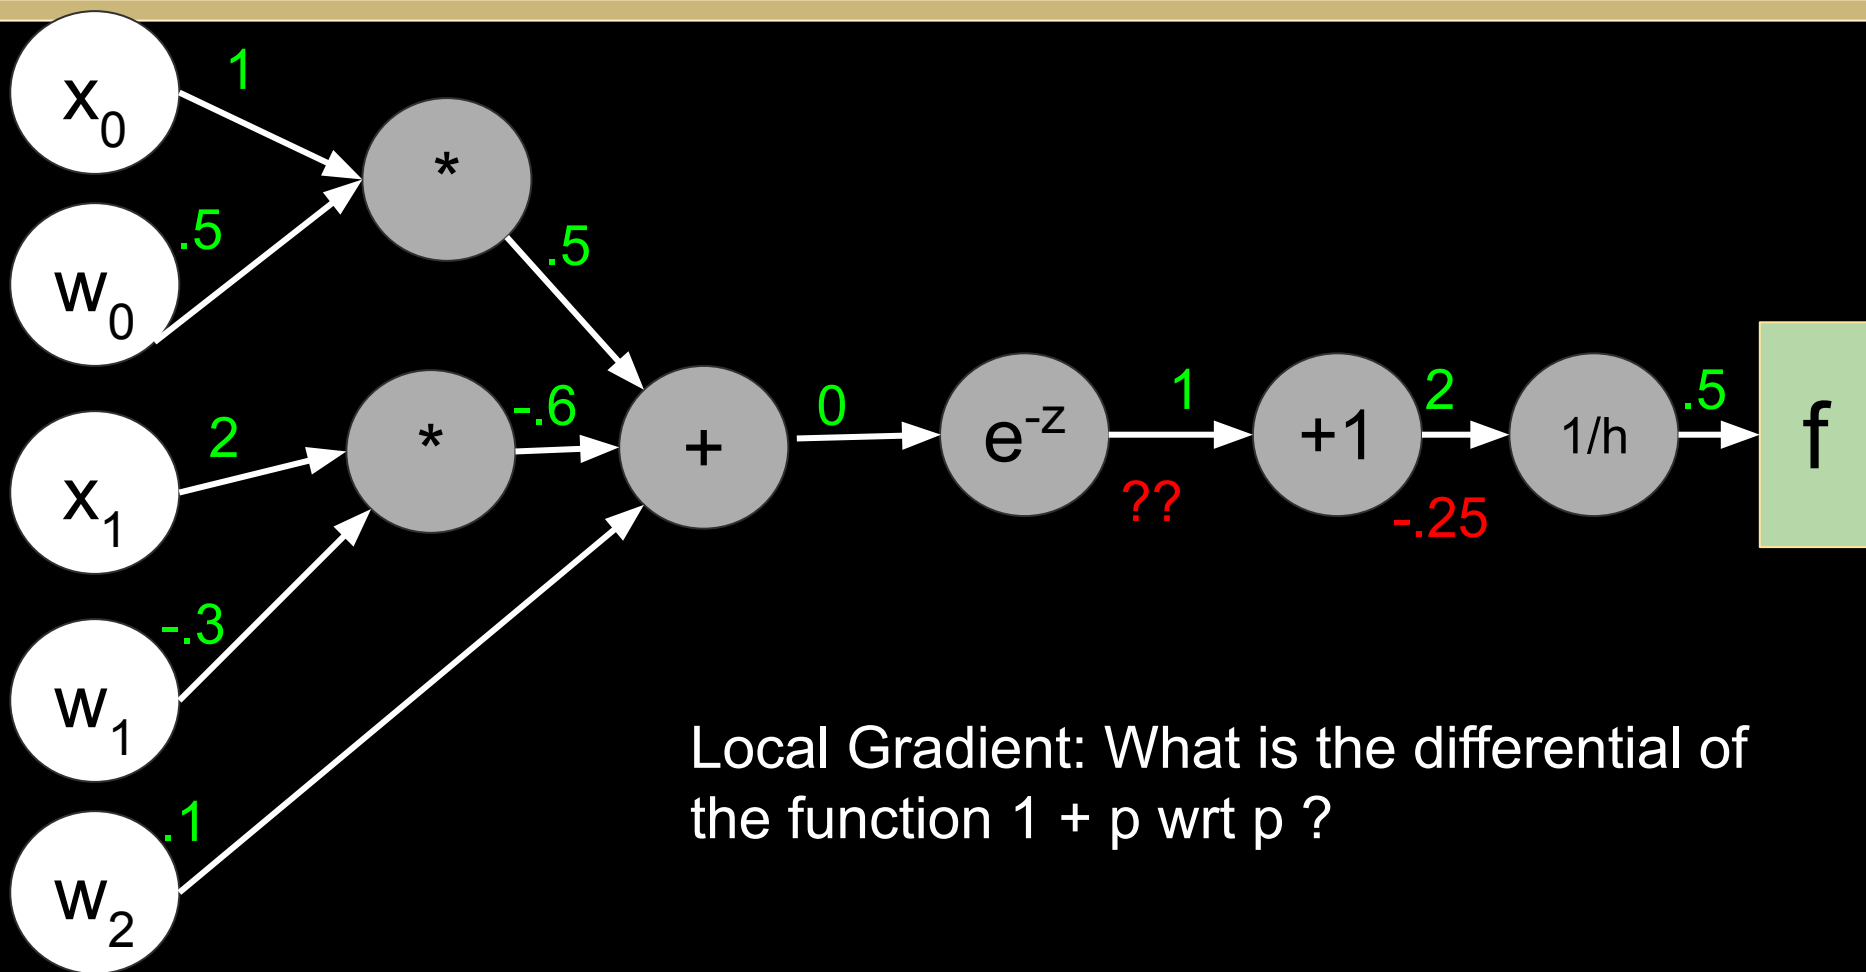 x0
1
*
w0
.5
.5
x1
2
*
-.6
+
0
e-z
1
??
+1
2
-.25
1/h
.5
f
w1
-.3
w2
.1
Local Gradient: What is the differential of
the function 1 + p wrt p ?